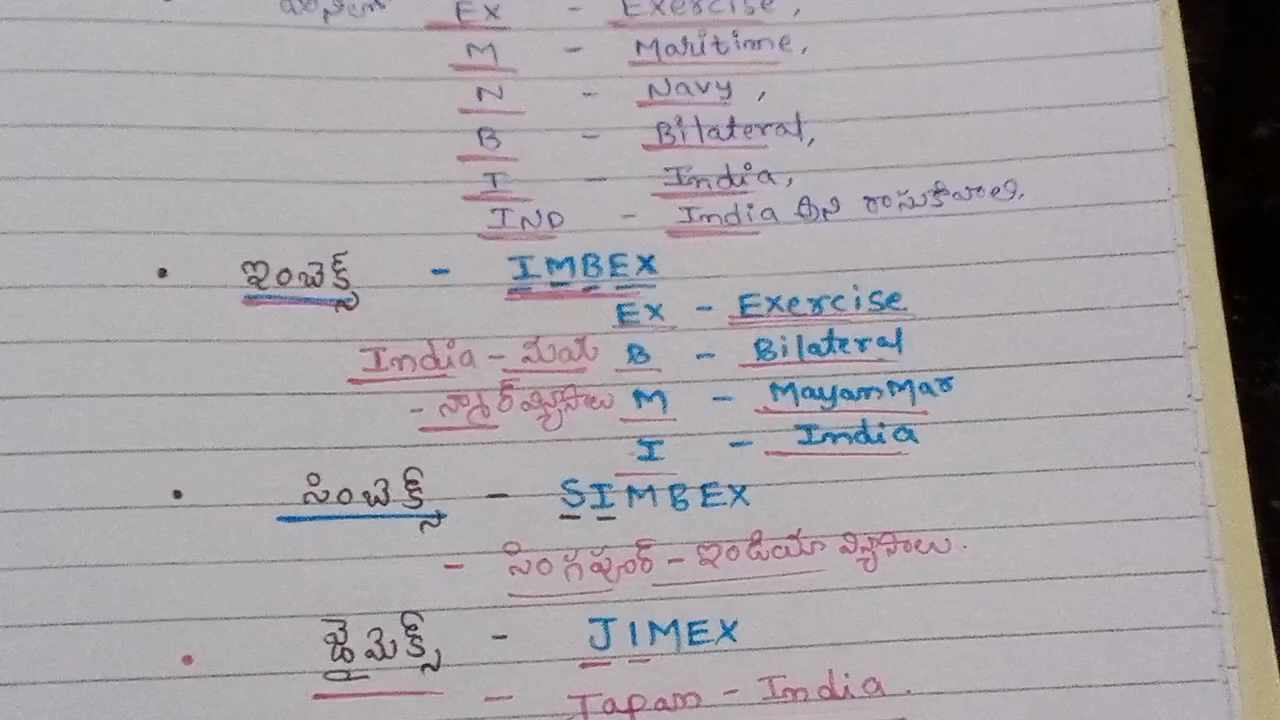 Ex - Exercise,
M - Maritime,
N - Navy,
B - Bilateral,
I - India,
IND - India అని రాసుకోవాలి.
• ఇంబెక్స్ - IMBEX
EX - Exercise
India - మయ B - Bilateral
- న్మార్ విన్యాసాలు M - MayanMar
I - India
• సింబెక్స్ - SIMBEX
- సింగపూర్ - ఇండియా విన్యాసాలు.
• జైమెక్స్ - JIMEX
- Japan - India.